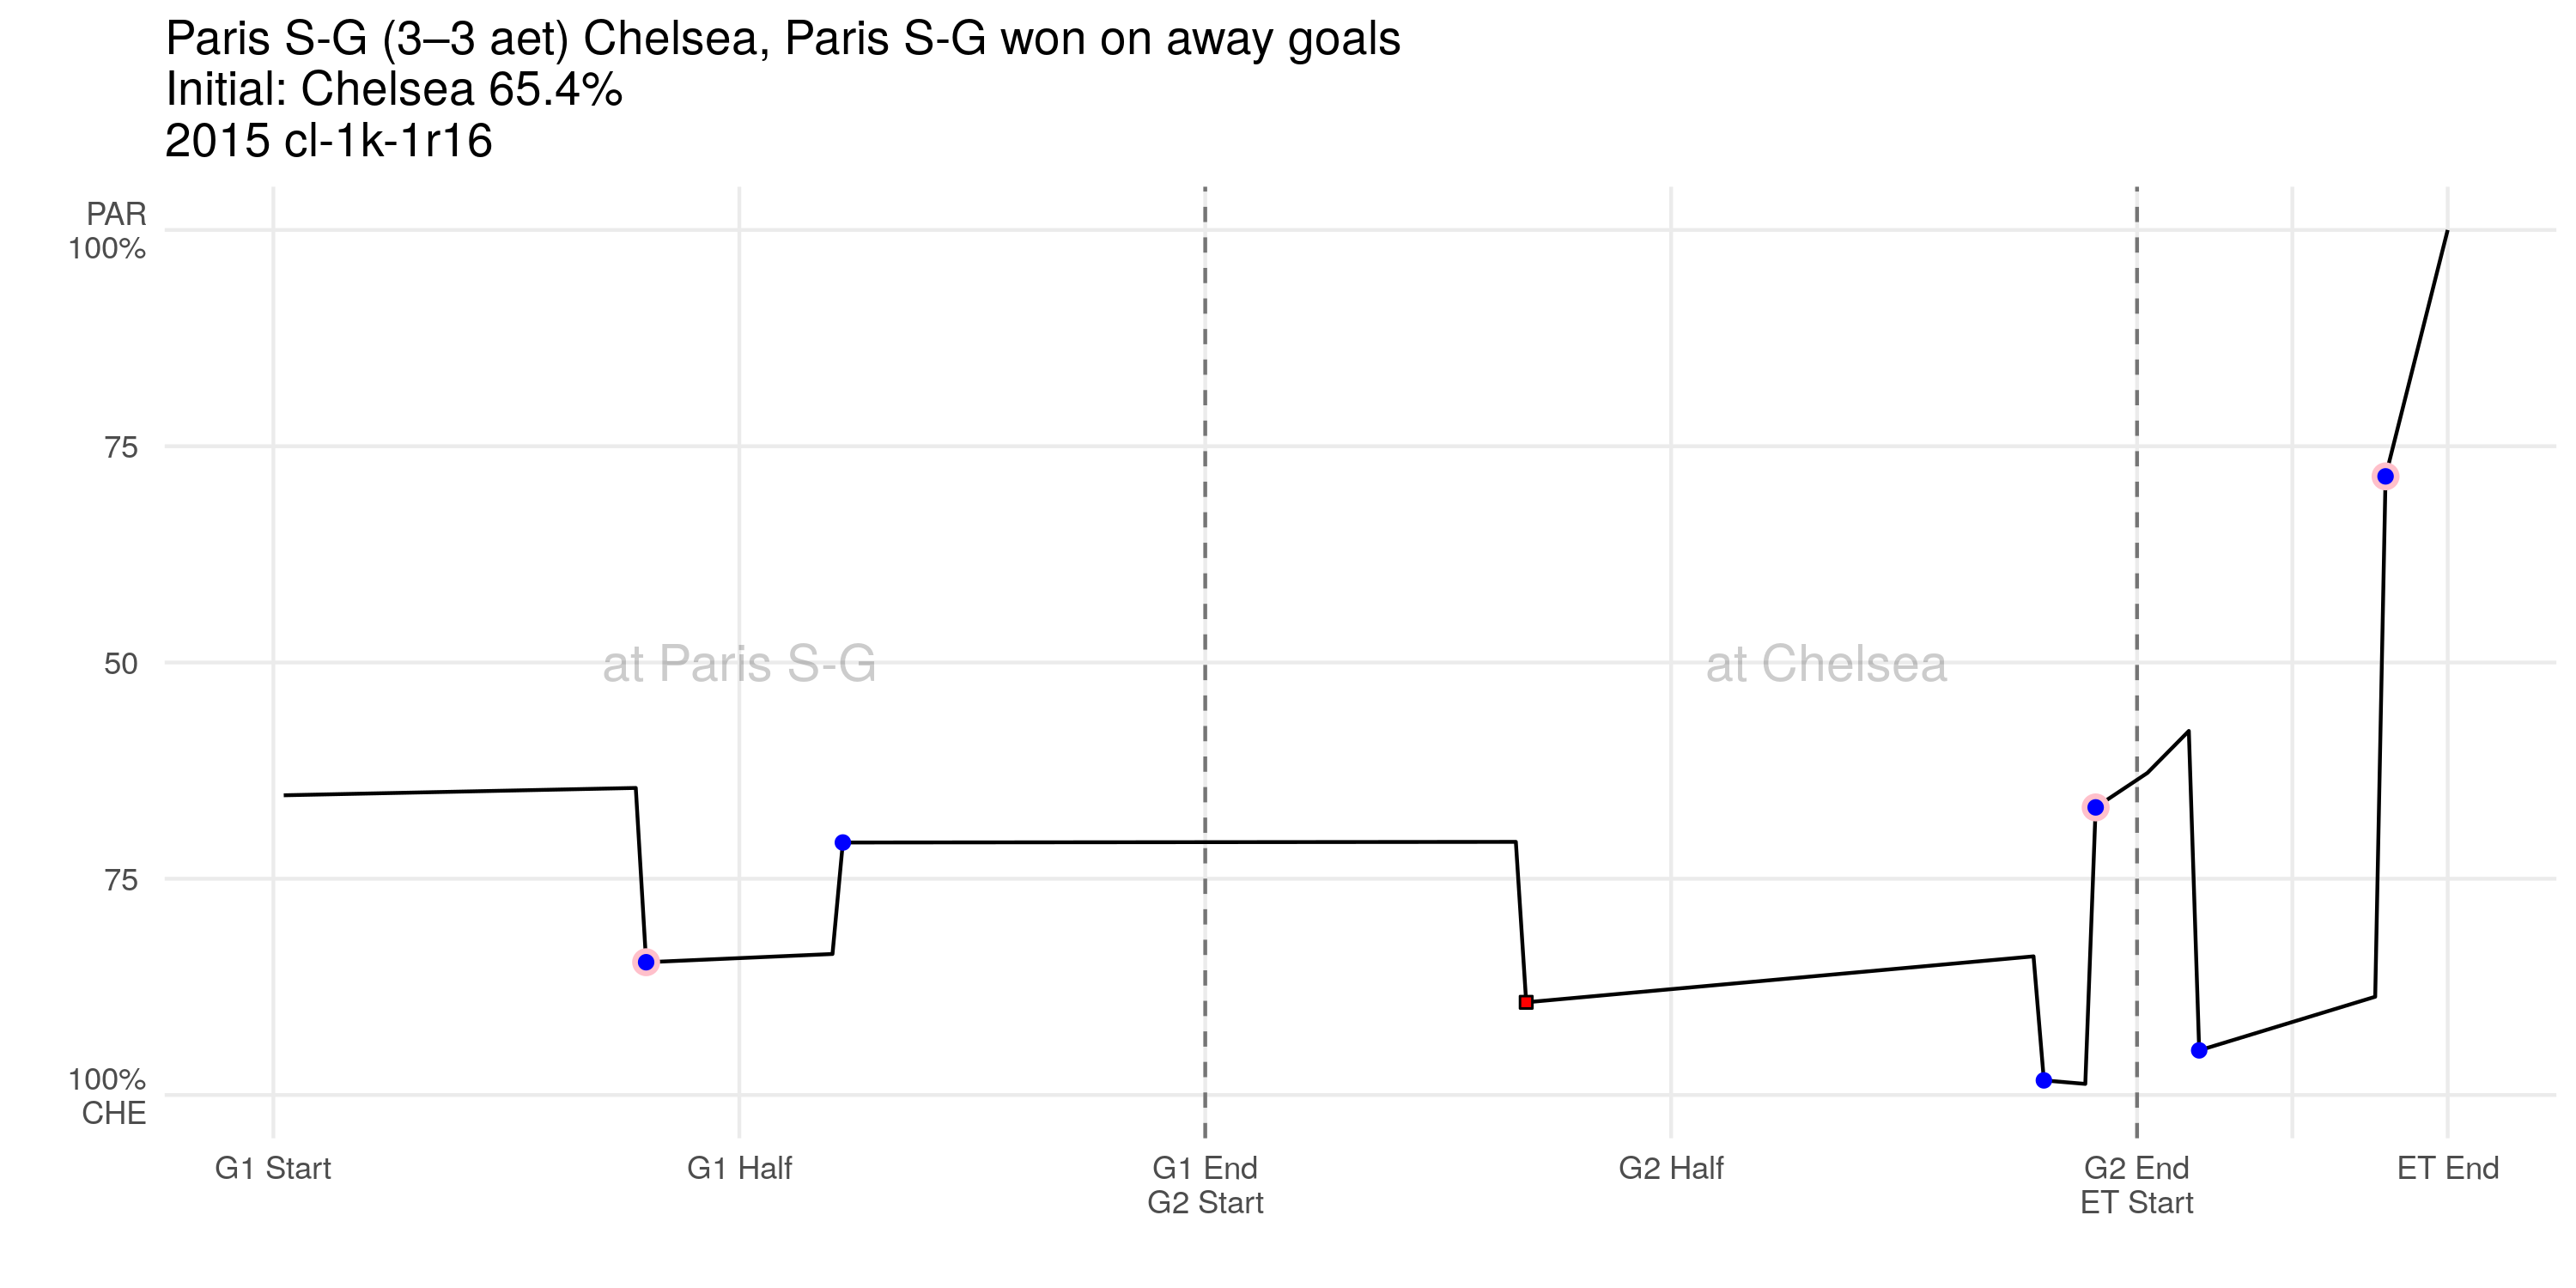 Paris S-G (3–3 aet) Chelsea, Paris S-G won on away goals
Initial: Chelsea 65.4%
2015 cl-1k-1r16
PAR
100%
75
50
75
100%
CHE
at Paris S-G
at Chelsea
G1 Start
G1 Half
G1 End
G2 Start
G2 Half
G2 End
ET Start
ET End